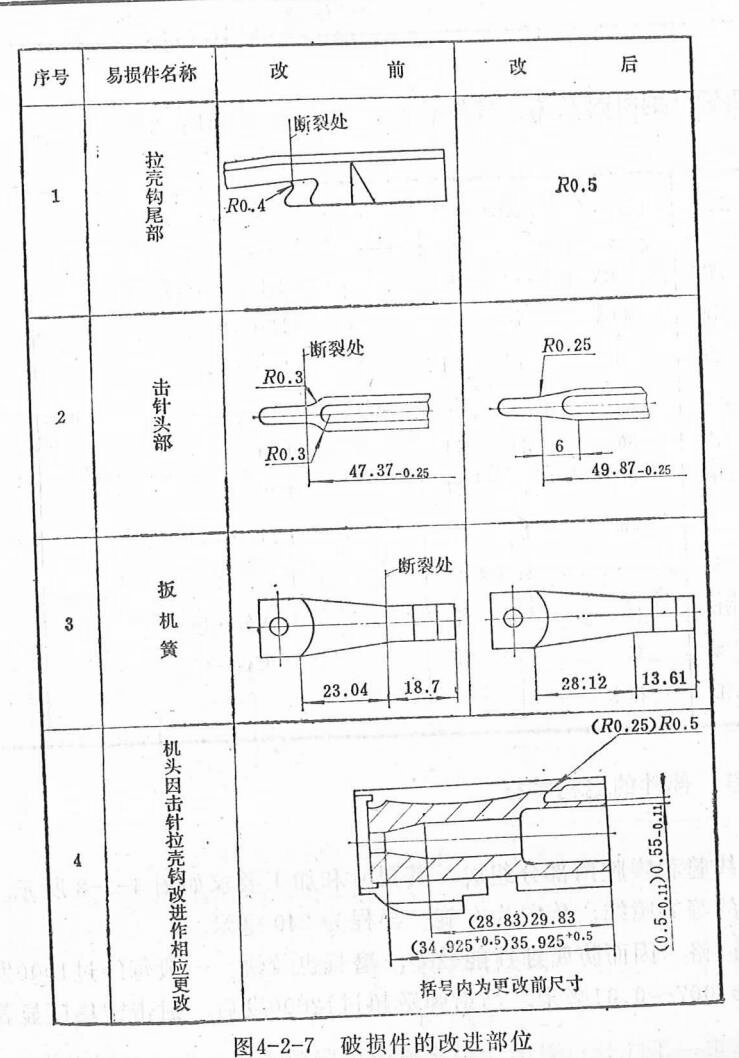 序号 易损件名称 改 前 改 后
1 拉壳钩尾部
断裂处
R0.4
R0.5
2 击针头部
断裂处
R0.3
R0.3
47.37-0.25
R0.25
6
49.87-0.25
3 扳机簧
断裂处
23.04 18.7
28.12 13.61
4 机头因击针拉壳钩改进作相应更改
(R0.25)R0.5
(0.5-0.11)0.55-0.11
(28.83)29.83
(34.925+0.5)35.925+0.5
括号内为更改前尺寸
图4-2-7 破损件的改进部位